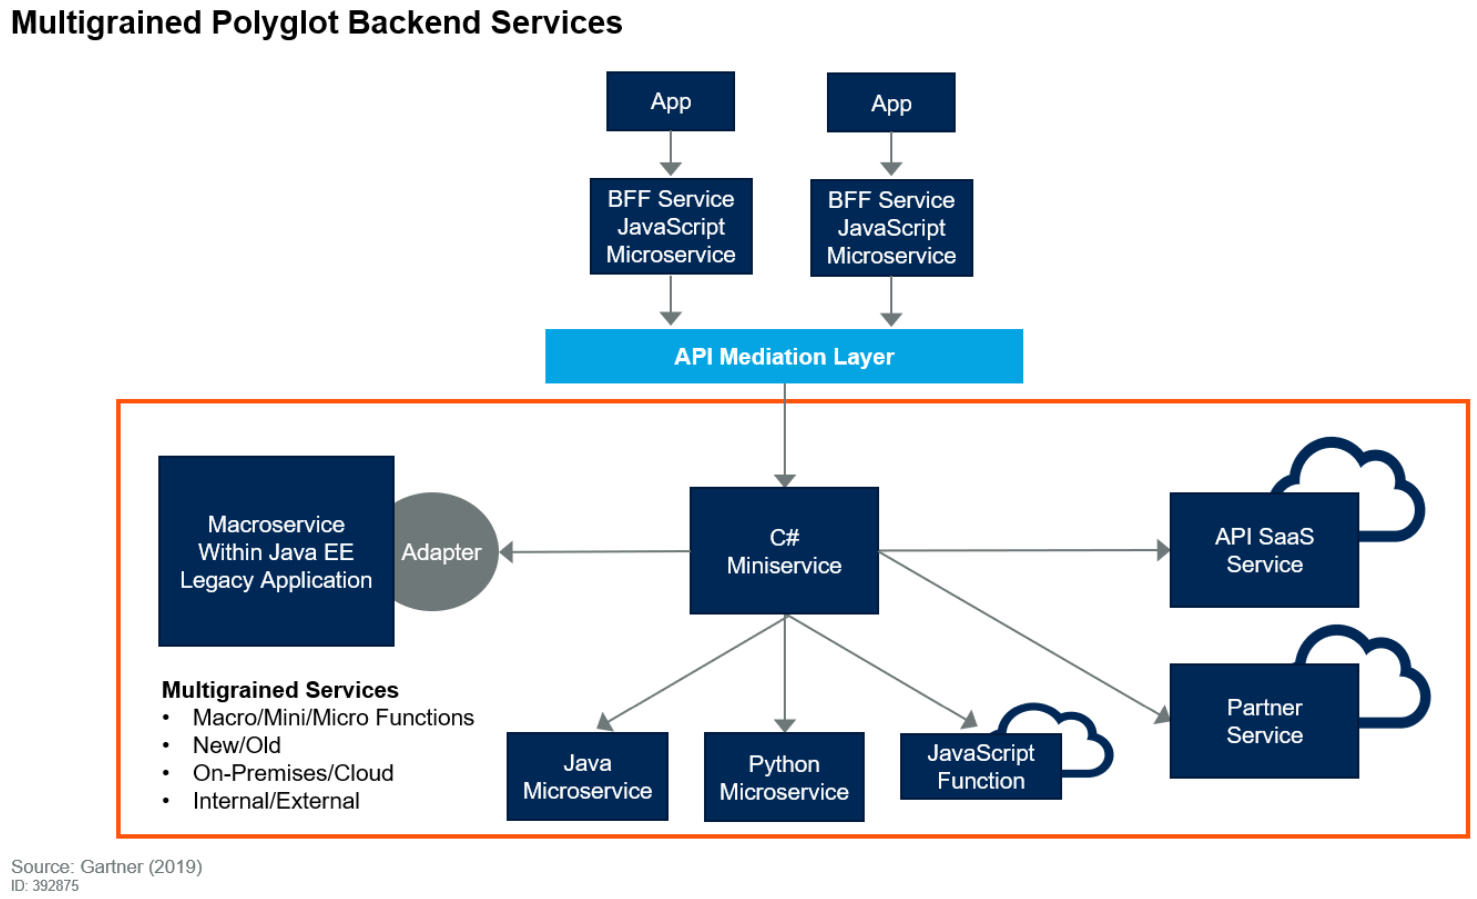 Multigrained Polyglot Backend Services
App
App
BFF Service
JavaScript
Microservice
BFF Service
JavaScript
Microservice
API Mediation Layer
Macroservice
Within Java EE
Legacy Application
Adapter
C#
Miniservice
API SaaS
Service
Partner
Service
Multigrained Services
• Macro/Mini/Micro Functions
• New/Old
• On-Premises/Cloud
• Internal/External
Java
Microservice
Python
Microservice
JavaScript
Function
Source: Gartner (2019)
ID: 392875